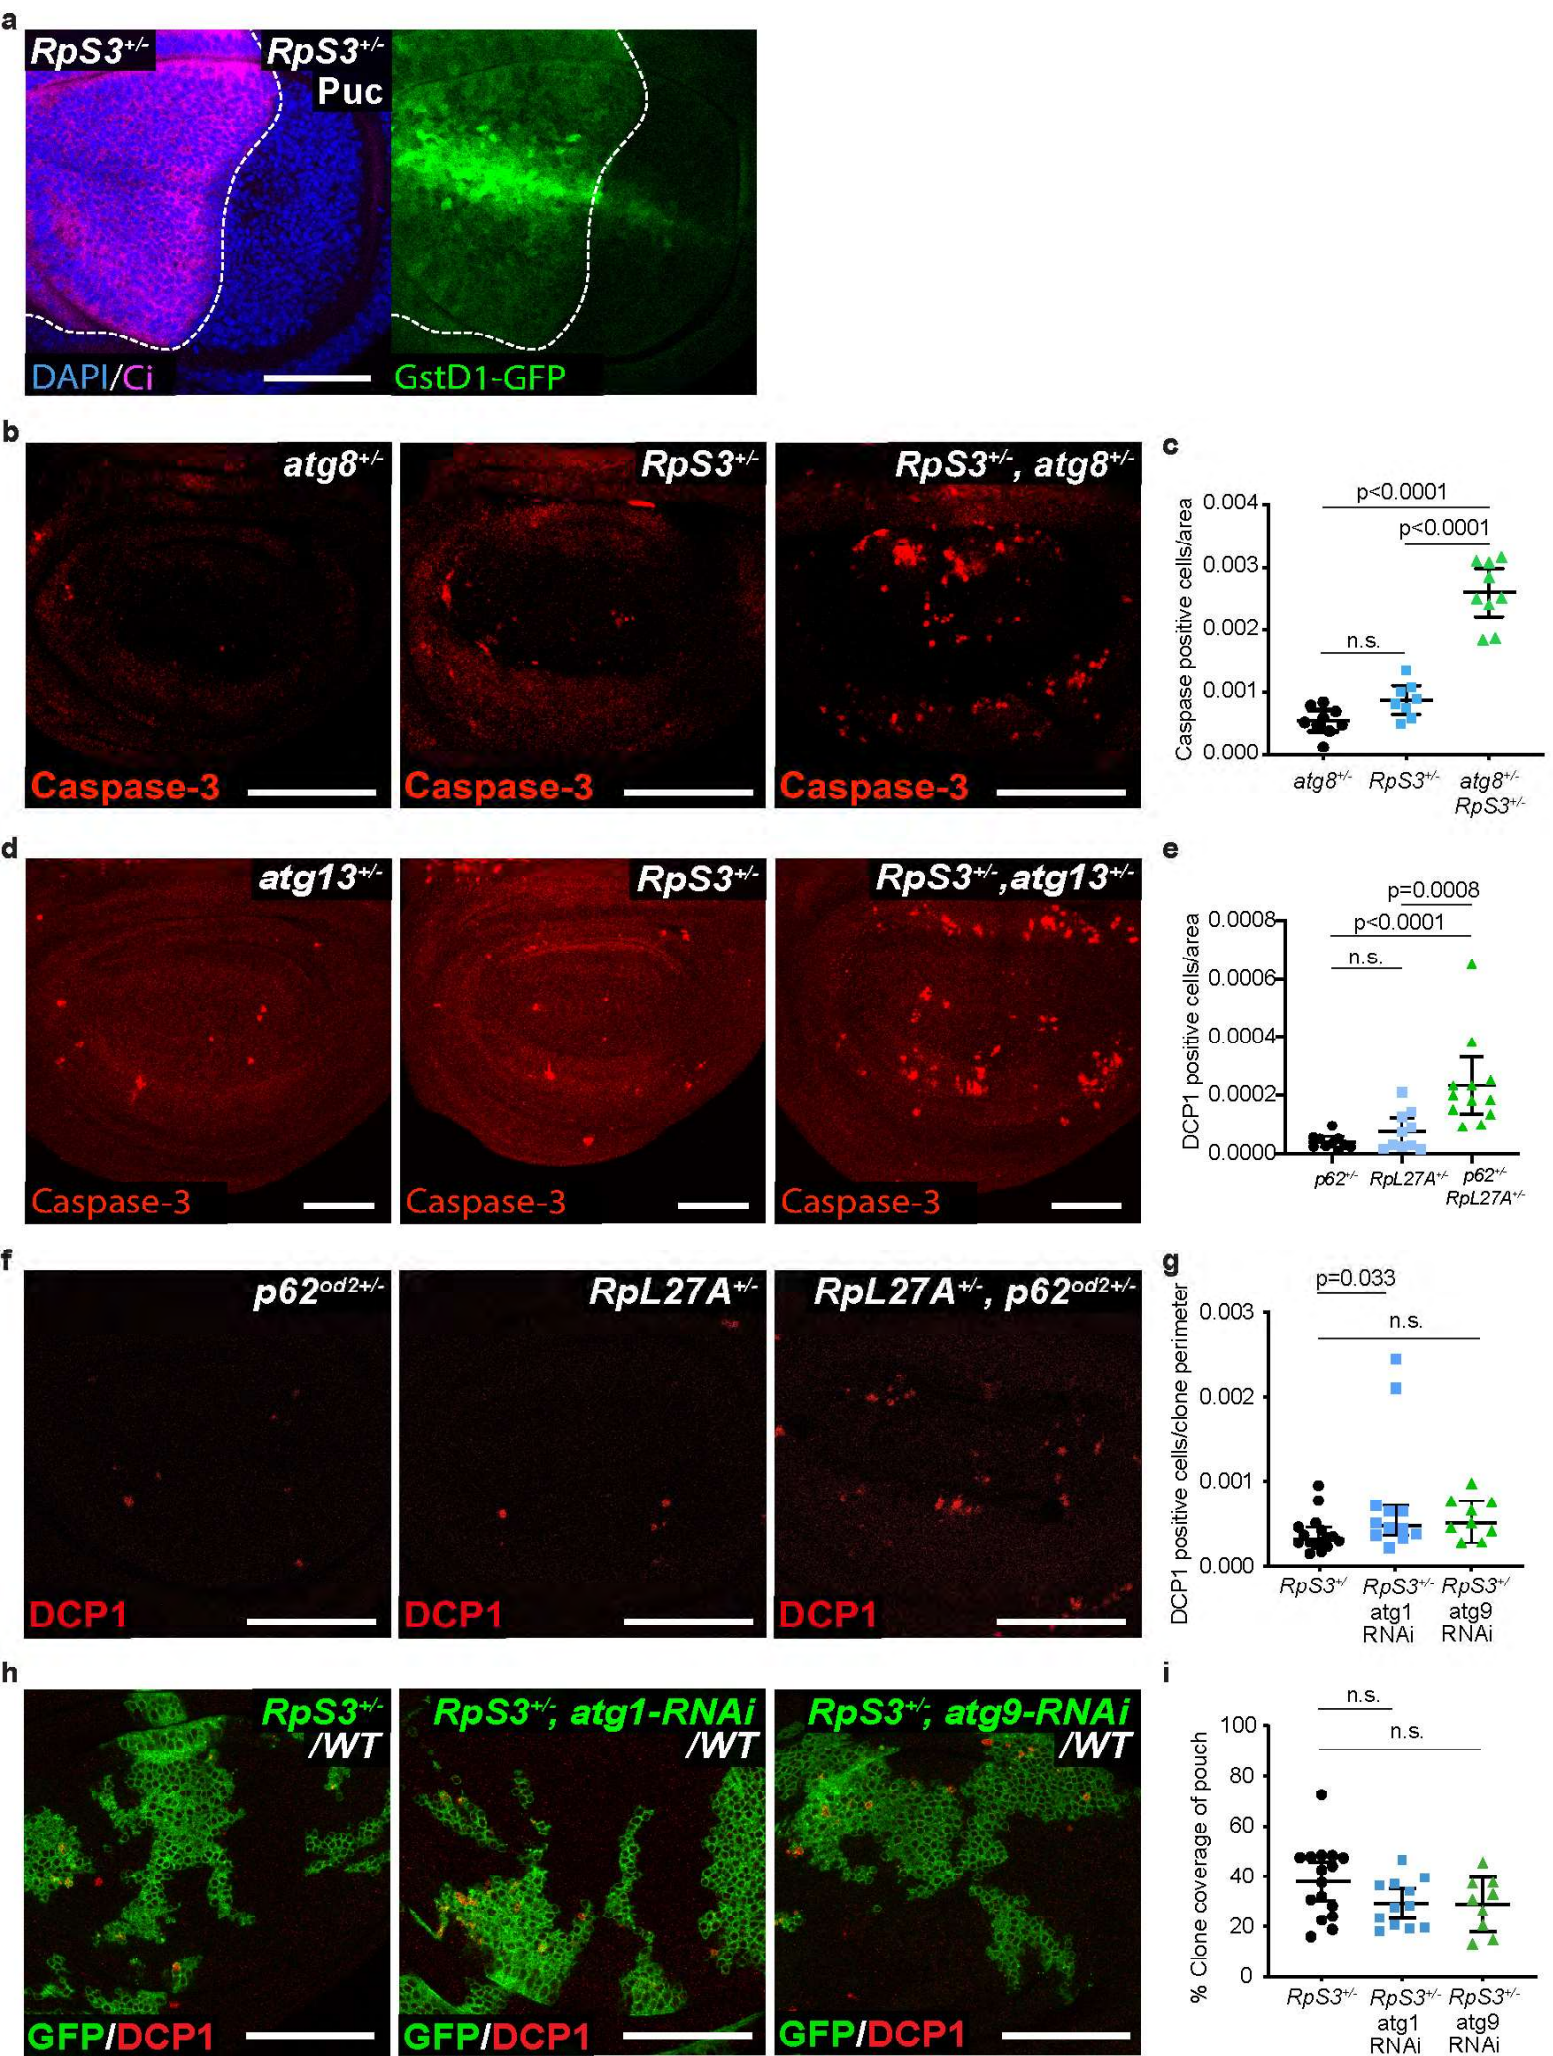 a
RpS3+/-
RpS3+/-
Puc
DAPI/Ci
GstD1-GFP
b
atg8+/-
RpS3+/-
RpS3+/-, atg8+/-
Caspase-3
Caspase-3
Caspase-3
c
Caspase positive cells/area
p<0.0001
p<0.0001
n.s.
0.004
0.003
0.002
0.001
0.000
atg8+/-
RpS3+/-
atg8+/-
RpS3+/-
d
atg13+/-
RpS3+/-
RpS3+/-,atg13+/-
Caspase-3
Caspase-3
Caspase-3
e
DCP1 positive cells/area
p=0.0008
p<0.0001
n.s.
0.0008
0.0006
0.0004
0.0002
0.0000
p62+/-
RpL27A+/-
p62+/-
RpL27A+/-
f
p62od2+/-
RpL27A+/-
RpL27A+/-, p62od2+/-
DCP1
DCP1
DCP1
g
DCP1 positive cells/clone perimeter
p=0.033
n.s.
0.003
0.002
0.001
0.000
RpS3+/
RpS3+/-
atg1
RNAi
RpS3+/
atg9
RNAi
h
RpS3+/-
/WT
RpS3+/-, atg1-RNAi
/WT
RpS3+/-, atg9-RNAi
/WT
GFP/DCP1
GFP/DCP1
GFP/DCP1
i
% Clone coverage of pouch
n.s.
n.s.
100
80
60
40
20
0
RpS3+/-
RpS3+/-
atg1
RNAi
RpS3+/-
atg9
RNAi